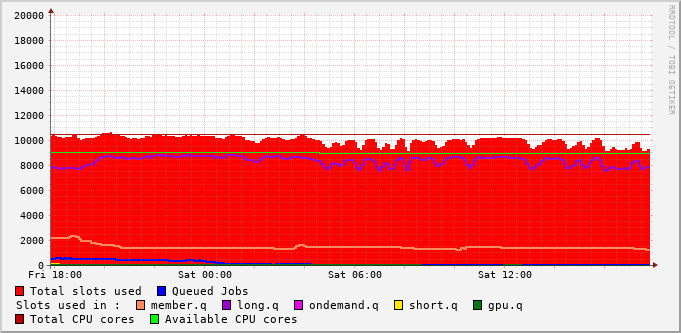 20000
18000
16000
14000
12000
10000
8000
6000
4000
2000
0
Fri 18:00 Sat 00:00 Sat 06:00 Sat 12:00
Total slots used Queued Jobs
Slots used in : member.q long.q ondemand.q short.q gpu.q
Total CPU cores Available CPU cores
RRDTOOL / TOBI OETIKER